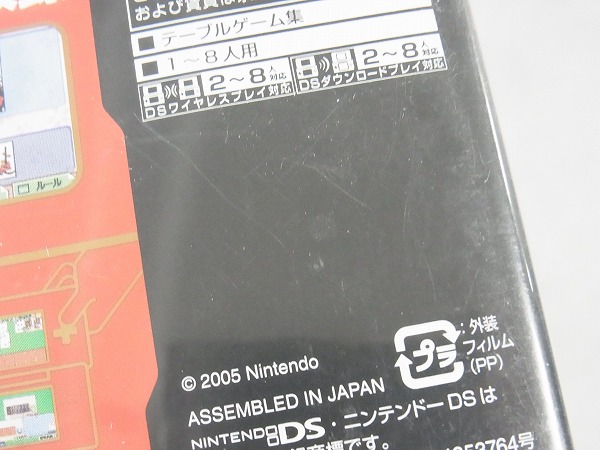 および賃貸は
■ テーブルゲーム集
■ 1〜8人用
2〜8人対応
DSワイヤレスプレイ対応
2〜8人対応
DSダウンロードプレイ対応
ルール
プラ
:外装
フィルム
(PP)
© 2005 Nintendo
ASSEMBLED IN JAPAN
NINTENDO DS・ニンテンドーDSは
商標です。